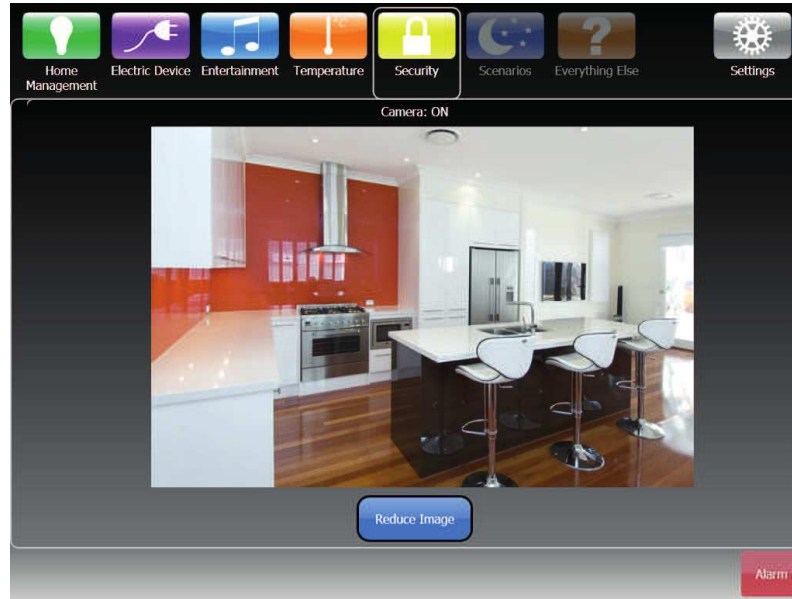 °C
?
Home
Management
Electric Device
Entertainment
Temperature
Security
Scenarios
Everything Else
Settings
Camera: ON
Reduce Image
Alarm